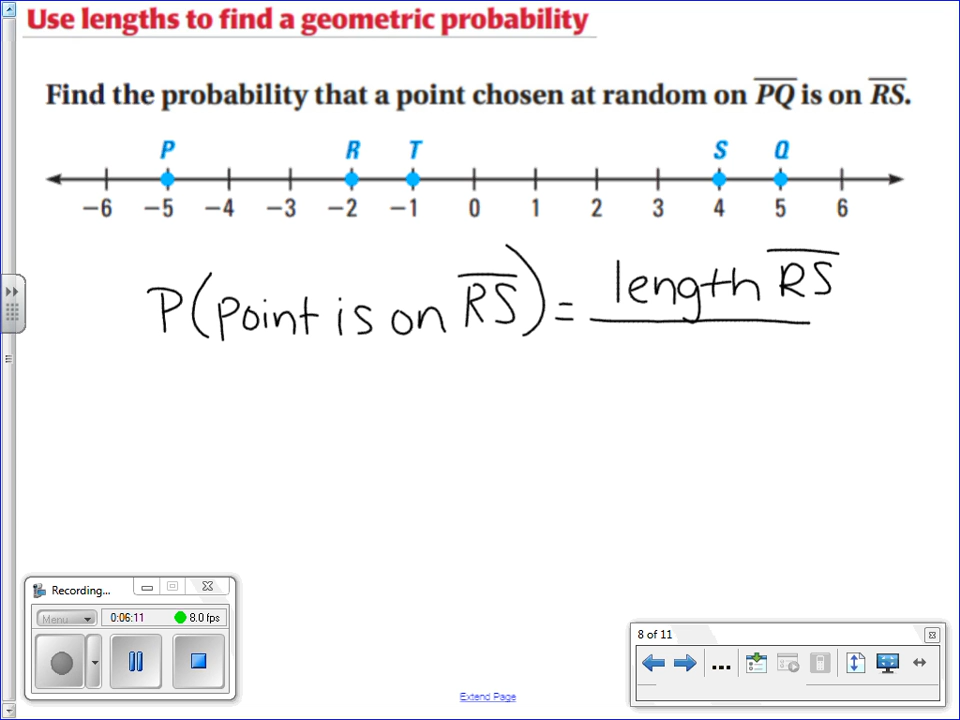 Use lengths to find a geometric probability
Find the probability that a point chosen at random on PQ is on RS.
P R T S Q
−6 −5 −4 −3 −2 −1 0 1 2 3 4 5 6
P(point is on RS) = length RS
Recording...
Menu 0:06:11 8.0 fps
8 of 11
Extend Page